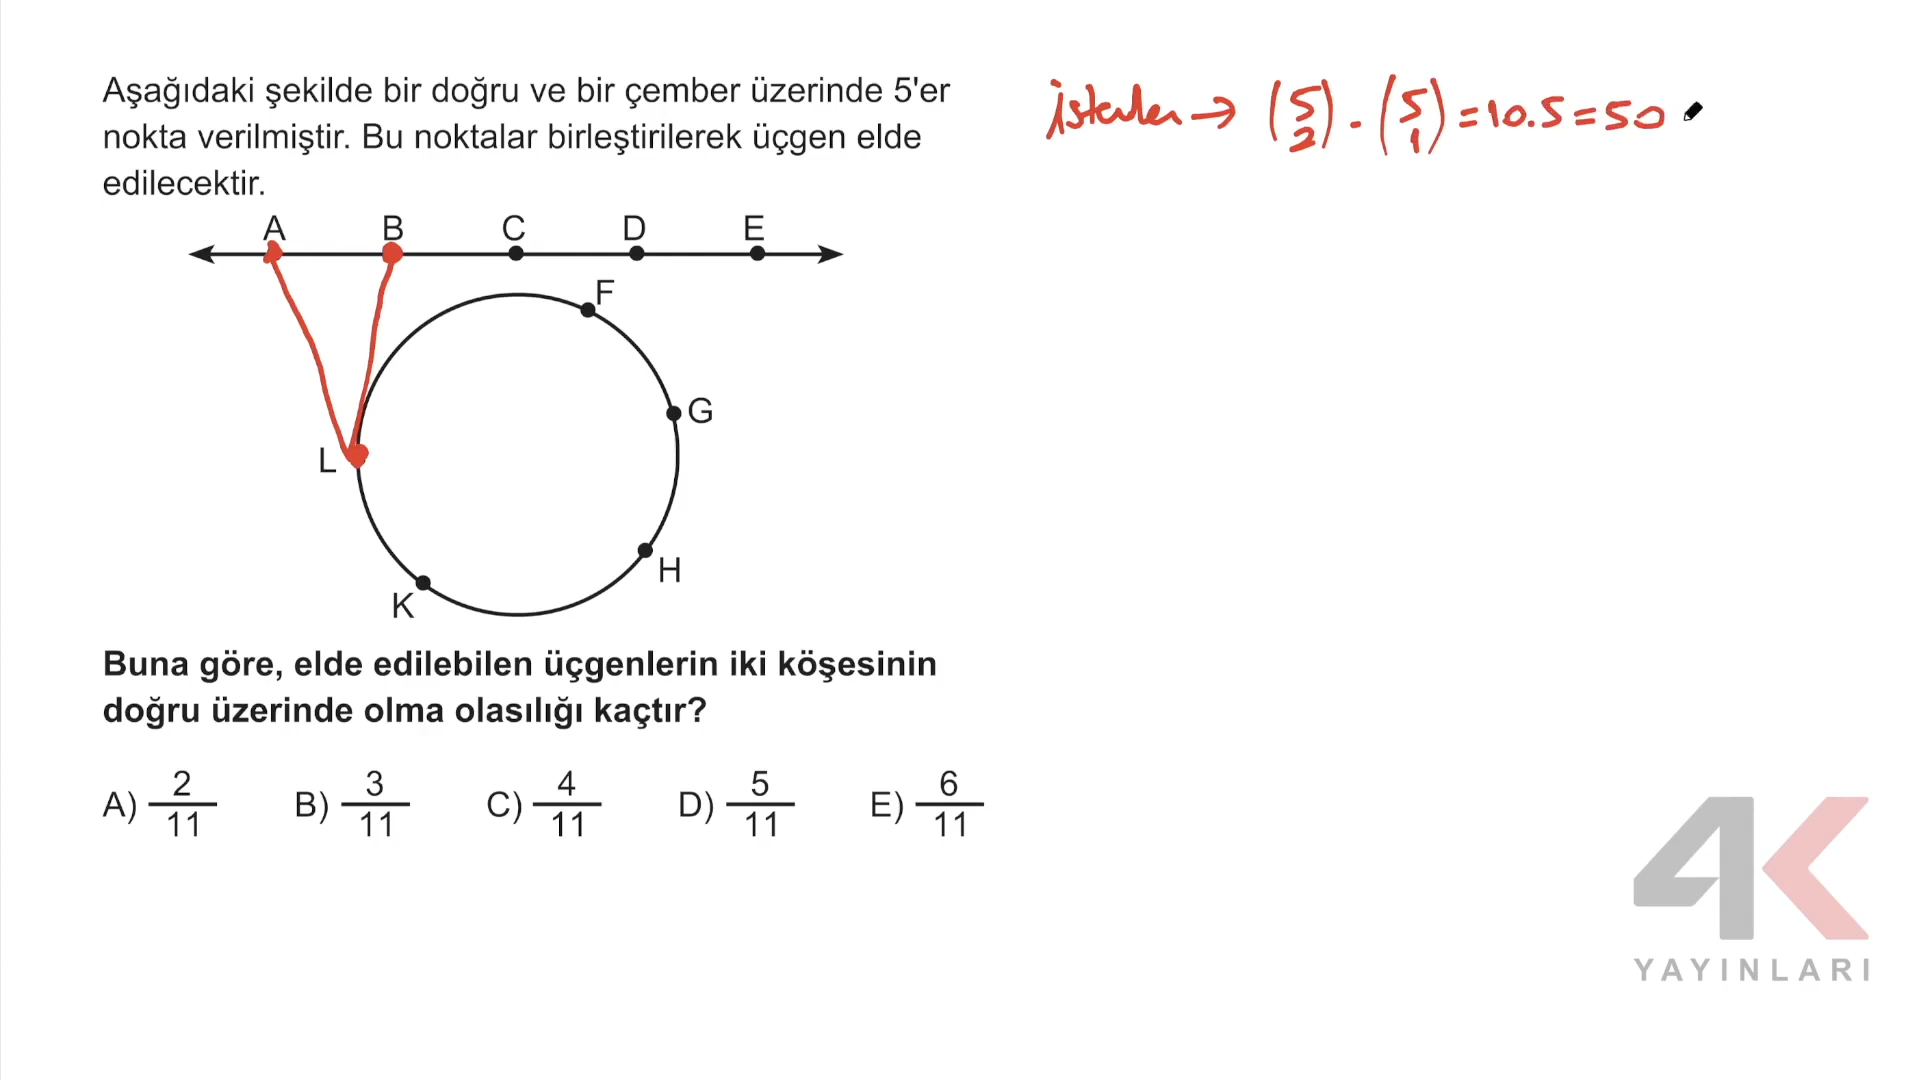 Aşağıdaki şekilde bir doğru ve bir çember üzerinde 5'er
nokta verilmiştir. Bu noktalar birleştirilerek üçgen elde
edilecektir.
İstenilen → (5 2) . (5 1) = 10.5 = 50
A B C D E
F
G
L
H
K
Buna göre, elde edilebilen üçgenlerin iki köşesinin
doğru üzerinde olma olasılığı kaçtır?
A) 2/11 B) 3/11 C) 4/11 D) 5/11 E) 6/11
4K
YAYINLARI